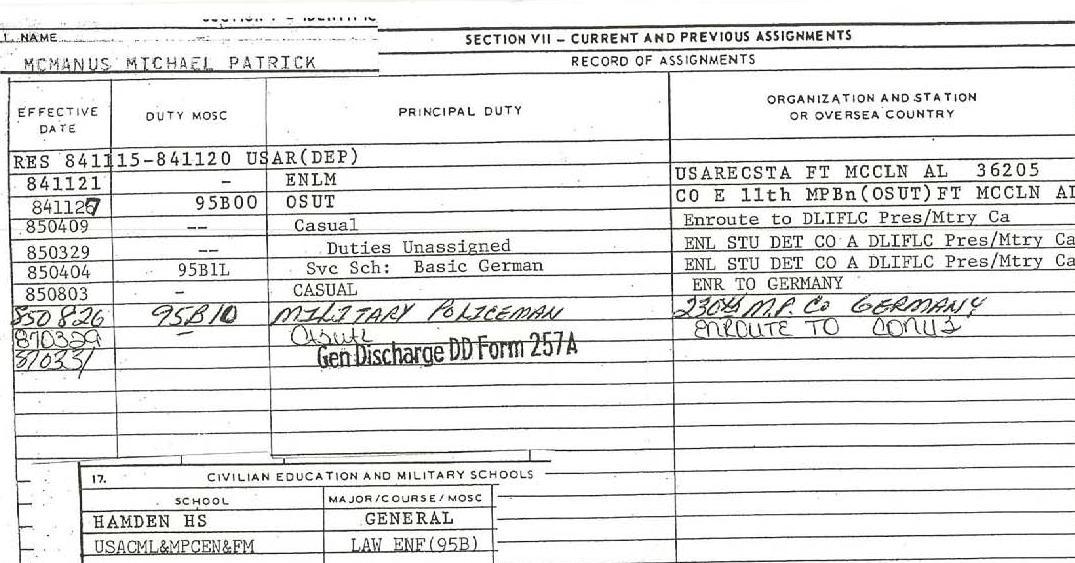 1. NAME
MCMANUS MICHAEL PATRICK
SECTION VII – CURRENT AND PREVIOUS ASSIGNMENTS
RECORD OF ASSIGNMENTS
EFFECTIVE DATE DUTY MOSC PRINCIPAL DUTY ORGANIZATION AND STATION OR OVERSEA COUNTRY
RES 841115-841120 USAR(DEP)
841121 - ENLM USARECSTA FT MCCLN AL 36205
841127 95B00 OSUT CO E 11th MPBn(OSUT)FT MCCLN AL
850409 -- Casual Enroute to DLIFLC Pres/Mtry Ca
850329 -- Duties Unassigned ENL STU DET CO A DLIFLC Pres/Mtry Ca
850404 95B1L Svc Sch: Basic German ENL STU DET CO A DLIFLC Pres/Mtry Ca
850803 - CASUAL ENR TO GERMANY
850826 95B10 MILITARY POLICEMAN 230th M.P. Co GERMANY
870329 - ENROUTE TO CONUS
870331 Gen Discharge DD Form 257A
17. CIVILIAN EDUCATION AND MILITARY SCHOOLS
SCHOOL MAJOR/COURSE/MOSC
HAMDEN HS GENERAL
USACML&MPCEN&FM LAW ENF(95B)